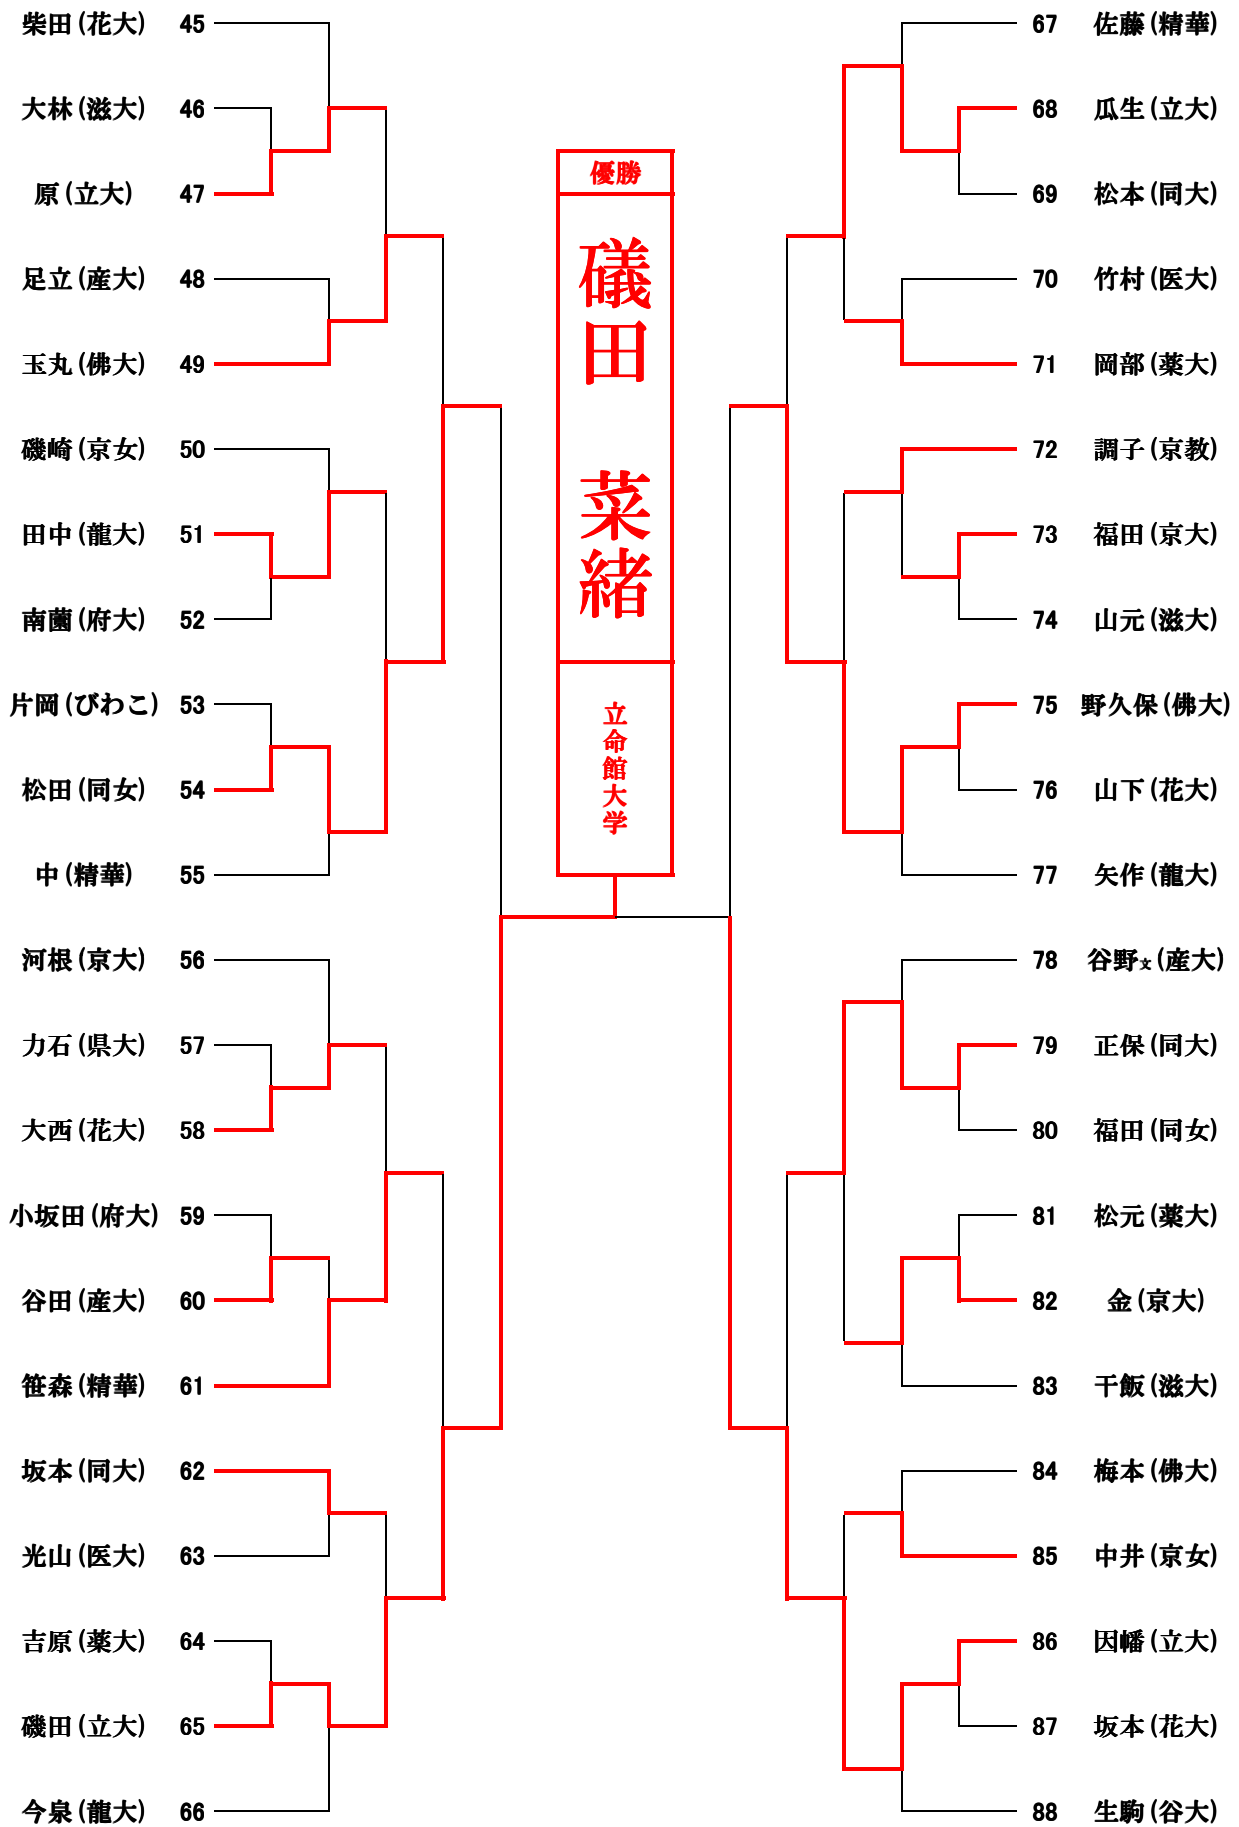 柴田(花大) 45
大林(滋大) 46
原(立大) 47
足立(産大) 48
玉丸(佛大) 49
磯崎(京女) 50
田中(龍大) 51
南薗(府大) 52
片岡(びわこ) 53
松田(同女) 54
中(精華) 55
河根(京大) 56
力石(県大) 57
大西(花大) 58
小坂田(府大) 59
谷田(産大) 60
笹森(精華) 61
坂本(同大) 62
光山(医大) 63
吉原(薬大) 64
磯田(立大) 65
今泉(龍大) 66
優勝
礒田 菜緒
立命館大学
67 佐藤(精華)
68 瓜生(立大)
69 松本(同大)
70 竹村(医大)
71 岡部(薬大)
72 調子(京教)
73 福田(京大)
74 山元(滋大)
75 野久保(佛大)
76 山下(花大)
77 矢作(龍大)
78 谷野文(産大)
79 正保(同大)
80 福田(同女)
81 松元(薬大)
82 金(京大)
83 干飯(滋大)
84 梅本(佛大)
85 中井(京女)
86 因幡(立大)
87 坂本(花大)
88 生駒(谷大)